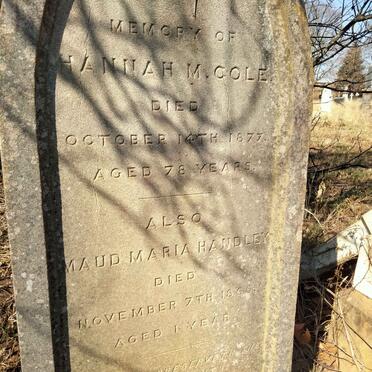 MEMORY OF
HANNAH M. COLE.
DIED
OCTOBER 14TH 1877.
AGED 78 YEARS.
ALSO
MAUD MARIA HANDLEY
DIED
NOVEMBER 7TH
AGED 1 YEAR.